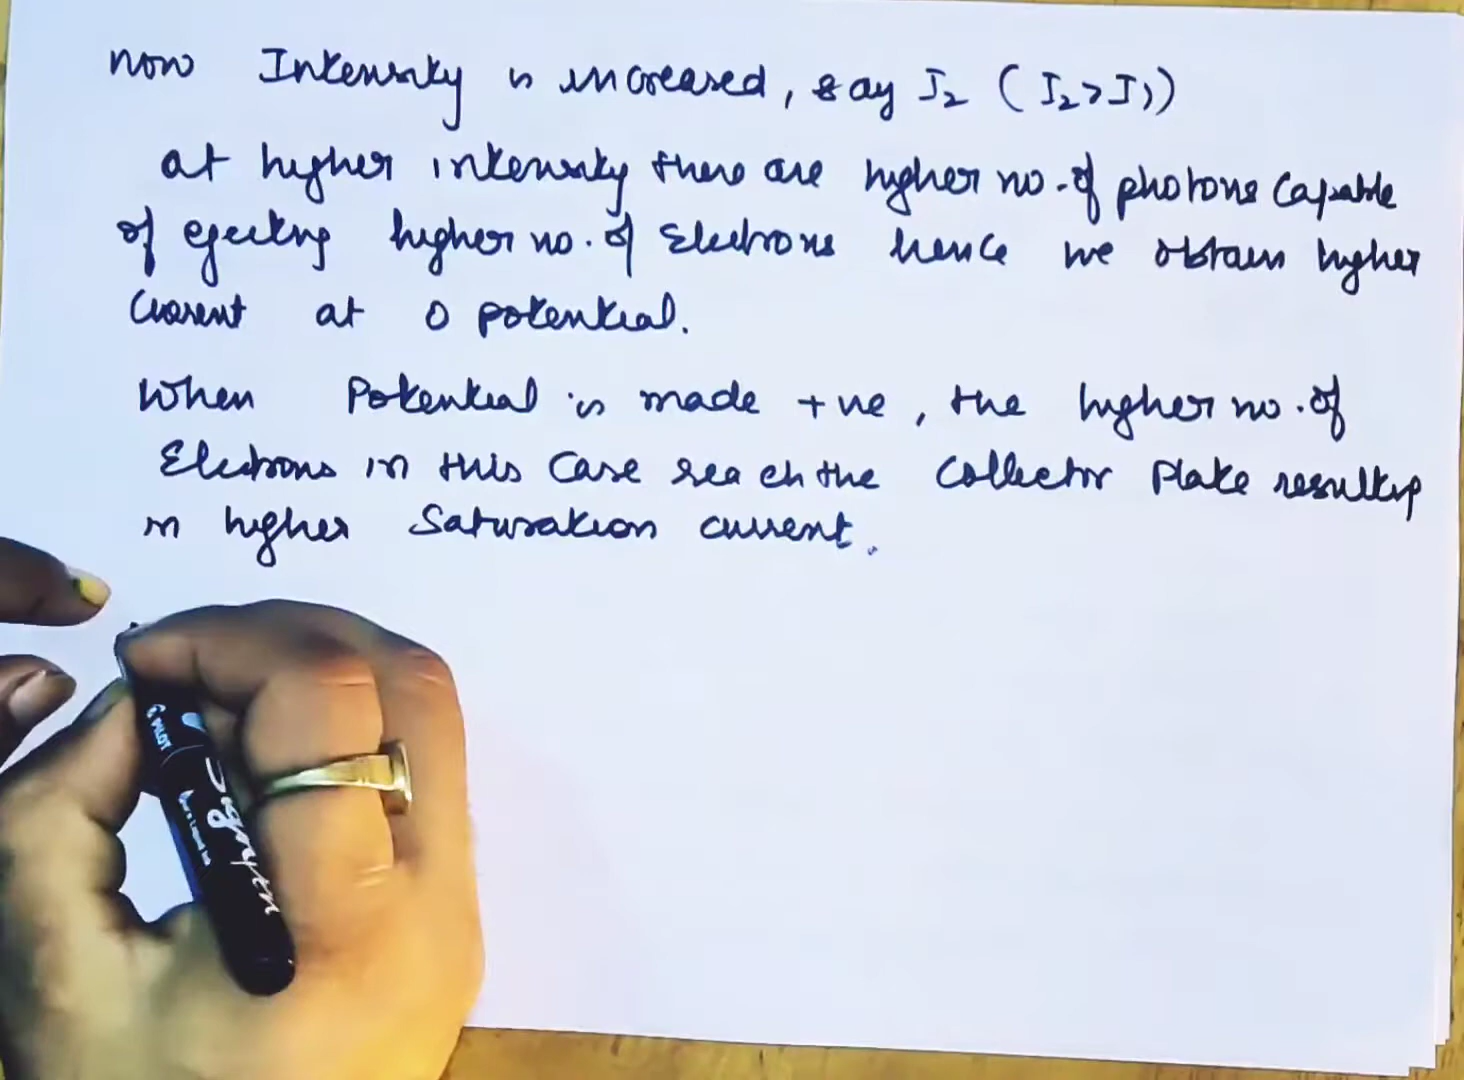 now Intensity is increased, say I₂ (I₂>I₁)
at higher intensity there are higher no. of photons capable
of ejecting higher no. of Electrons hence we obtain higher
current at 0 potential.
When Potential is made +ve, the higher no. of
Electrons in this case reach the collector plate resulting
in higher Saturation current.
PILOT
Signpen